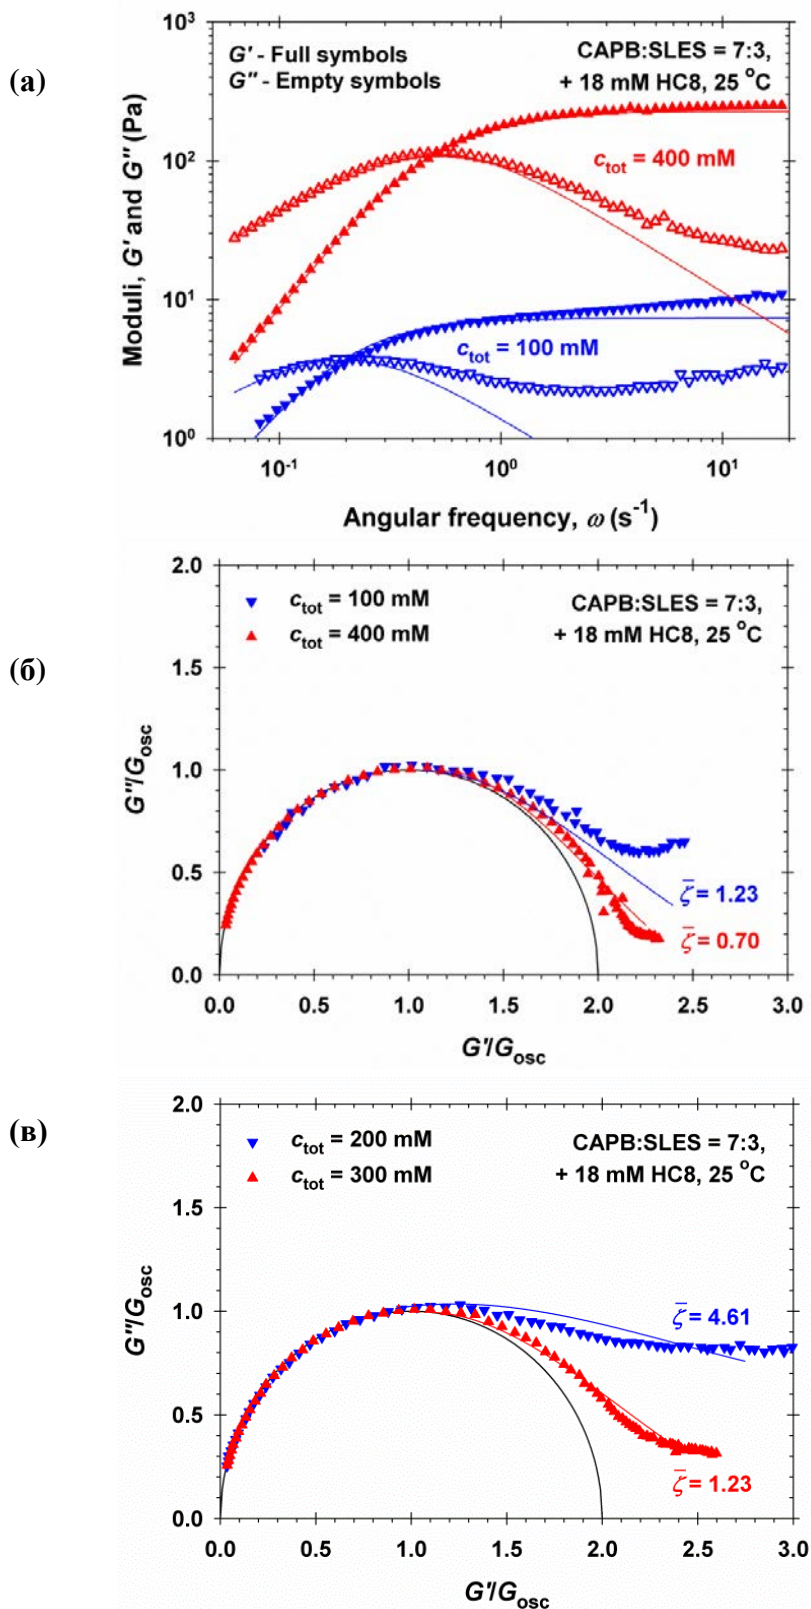 (а)
10³
10²
10¹
10⁰
Moduli, G' and G'' (Pa)
G' - Full symbols
G'' - Empty symbols
CAPB:SLES = 7:3,
+ 18 mM HC8, 25 °C
c_tot = 400 mM
c_tot = 100 mM
10⁻¹ 10⁰ 10¹
Angular frequency, ω (s⁻¹)
(б)
2.0
1.5
1.0
0.5
0.0
G''/G_osc
c_tot = 100 mM
c_tot = 400 mM
CAPB:SLES = 7:3,
+ 18 mM HC8, 25 °C
ζ̄ = 1.23
ζ̄ = 0.70
0.0 0.5 1.0 1.5 2.0 2.5 3.0
G'/G_osc
(в)
2.0
1.5
1.0
0.5
0.0
G''/G_osc
c_tot = 200 mM
c_tot = 300 mM
CAPB:SLES = 7:3,
+ 18 mM HC8, 25 °C
ζ̄ = 4.61
ζ̄ = 1.23
0.0 0.5 1.0 1.5 2.0 2.5 3.0
G'/G_osc